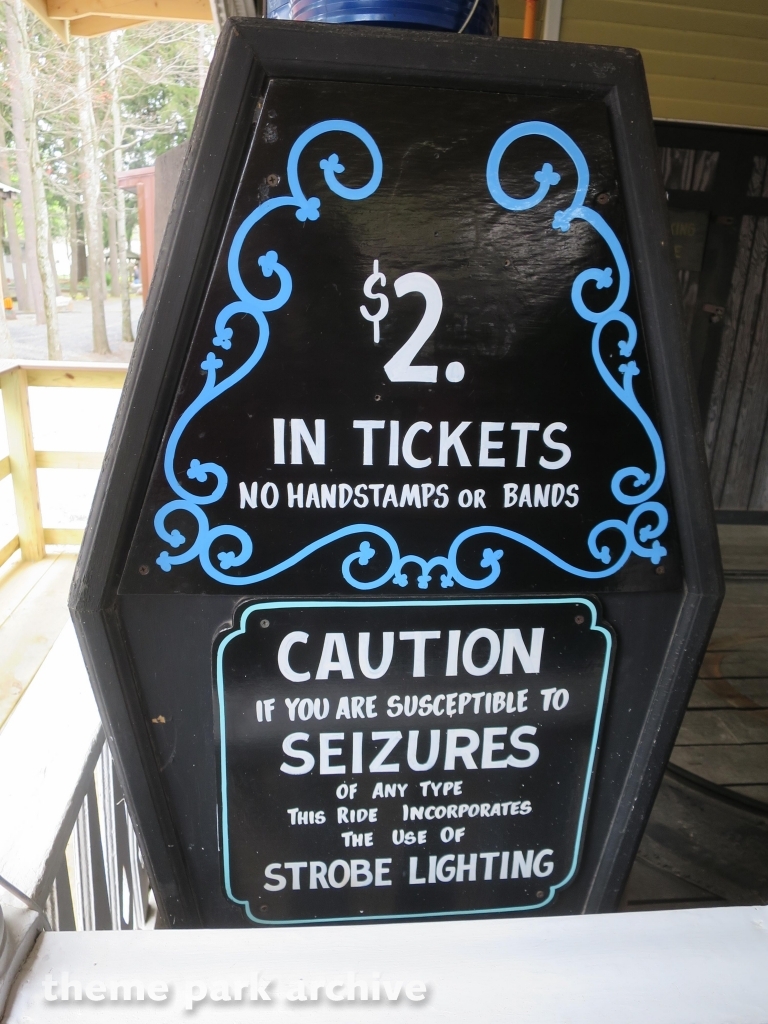 $2.
IN TICKETS
NO HANDSTAMPS OR BANDS
CAUTION
IF YOU ARE SUSCEPTIBLE TO
SEIZURES
OF ANY TYPE
THIS RIDE INCORPORATES
THE USE OF
STROBE LIGHTING
theme park archive